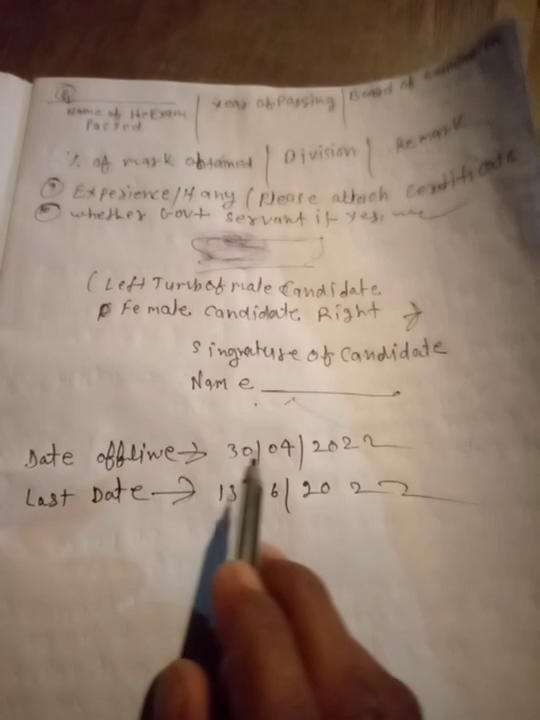 Name of the Exam Passed | Year of Passing | Board of
% of mark obtained | Division | Remark
Experience/If any (Please attach Certificate
whether Govt servant if yes,
(Left Tumb of male Candidate
Female Candidate Right
Singrature of Candidate
Name
Date offline → 30/04/2022
Last Date → 13 6/2022